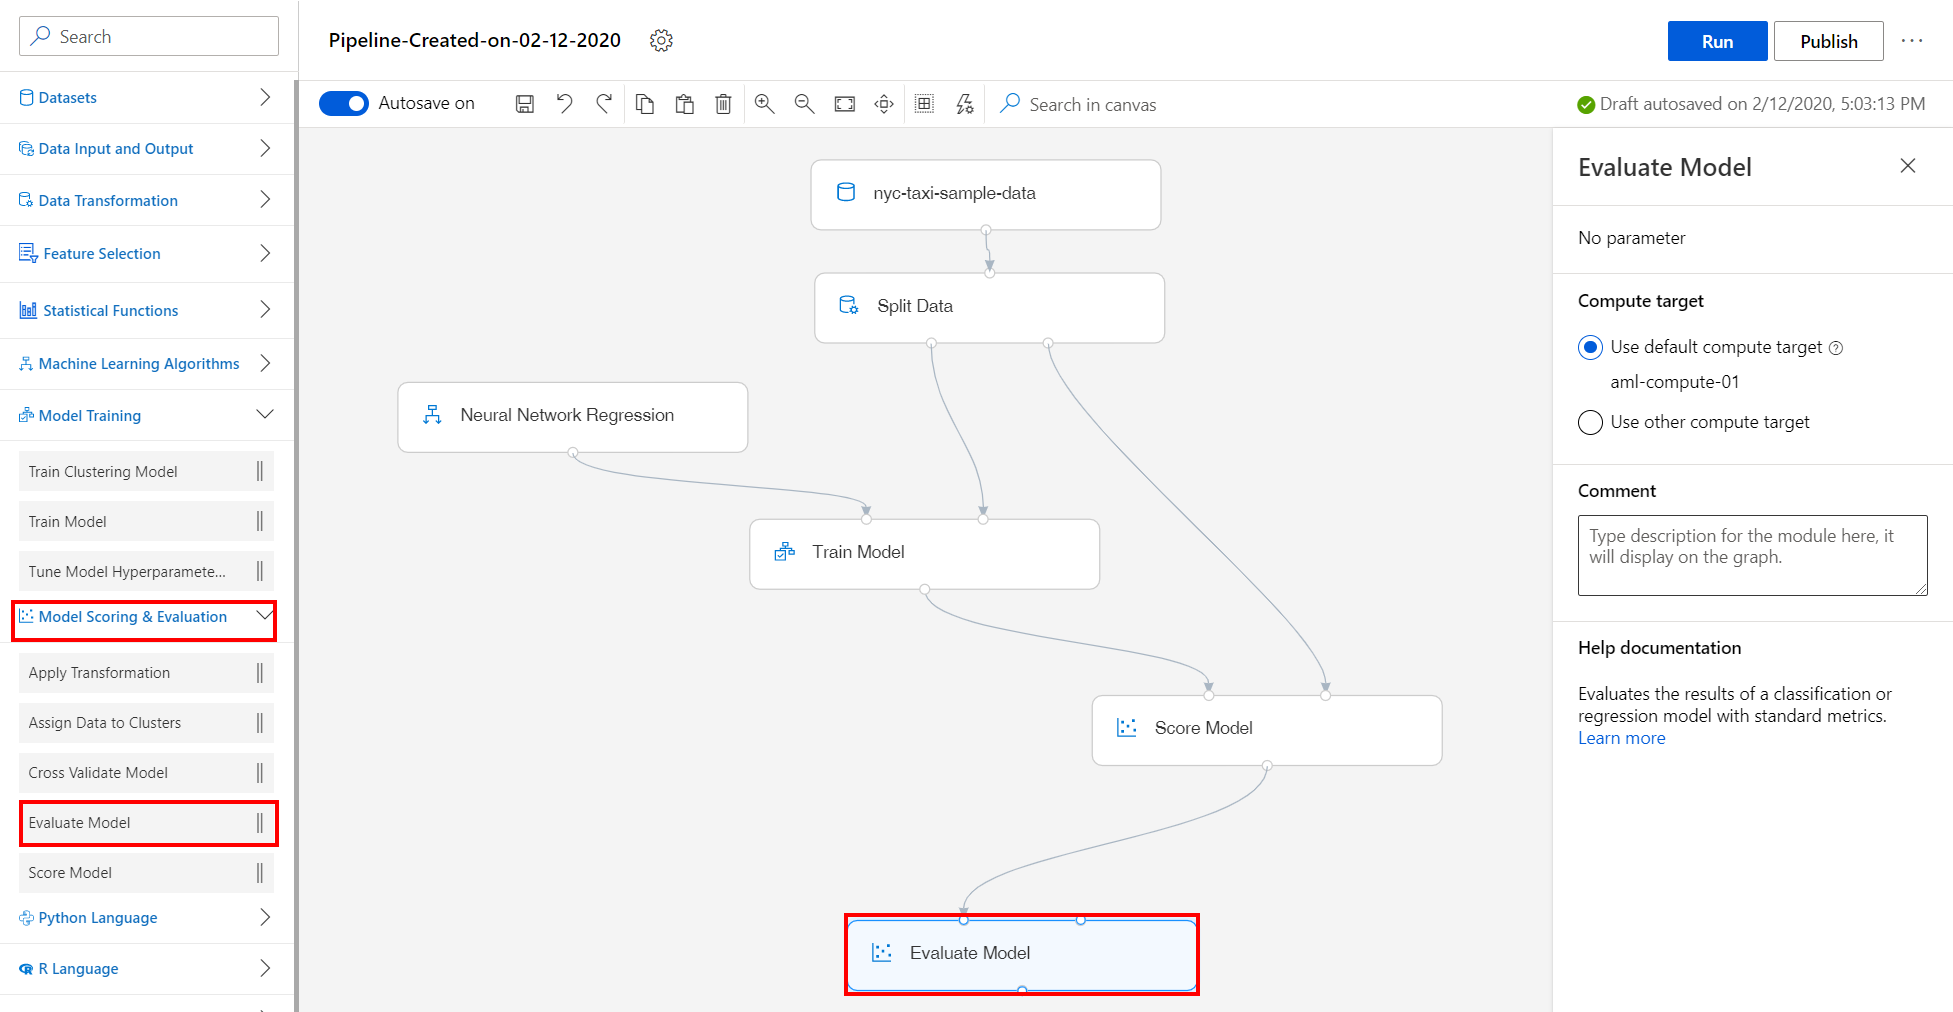 Search
Pipeline-Created-on-02-12-2020
Run
Publish
Datasets
Data Input and Output
Data Transformation
Feature Selection
Statistical Functions
Machine Learning Algorithms
Model Training
Train Clustering Model
Train Model
Tune Model Hyperparamete...
Model Scoring & Evaluation
Apply Transformation
Assign Data to Clusters
Cross Validate Model
Evaluate Model
Score Model
Python Language
R Language
Autosave on
Search in canvas
Draft autosaved on 2/12/2020, 5:03:13 PM
nyc-taxi-sample-data
Split Data
Neural Network Regression
Train Model
Score Model
Evaluate Model
Evaluate Model
No parameter
Compute target
Use default compute target
aml-compute-01
Use other compute target
Comment
Type description for the module here, it
will display on the graph.
Help documentation
Evaluates the results of a classification or
regression model with standard metrics.
Learn more